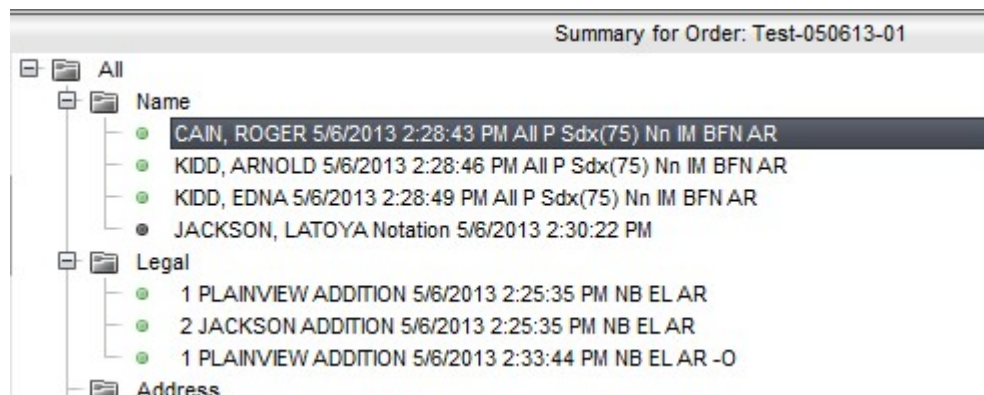 Summary for Order: Test-050613-01
All
Name
CAIN, ROGER 5/6/2013 2:28:43 PM All P Sdx(75) Nn IM BFN AR
KIDD, ARNOLD 5/6/2013 2:28:46 PM All P Sdx(75) Nn IM BFN AR
KIDD, EDNA 5/6/2013 2:28:49 PM All P Sdx(75) Nn IM BFN AR
JACKSON, LATOYA Notation 5/6/2013 2:30:22 PM
Legal
1 PLAINVIEW ADDITION 5/6/2013 2:25:35 PM NB EL AR
2 JACKSON ADDITION 5/6/2013 2:25:35 PM NB EL AR
1 PLAINVIEW ADDITION 5/6/2013 2:33:44 PM NB EL AR -O
Address